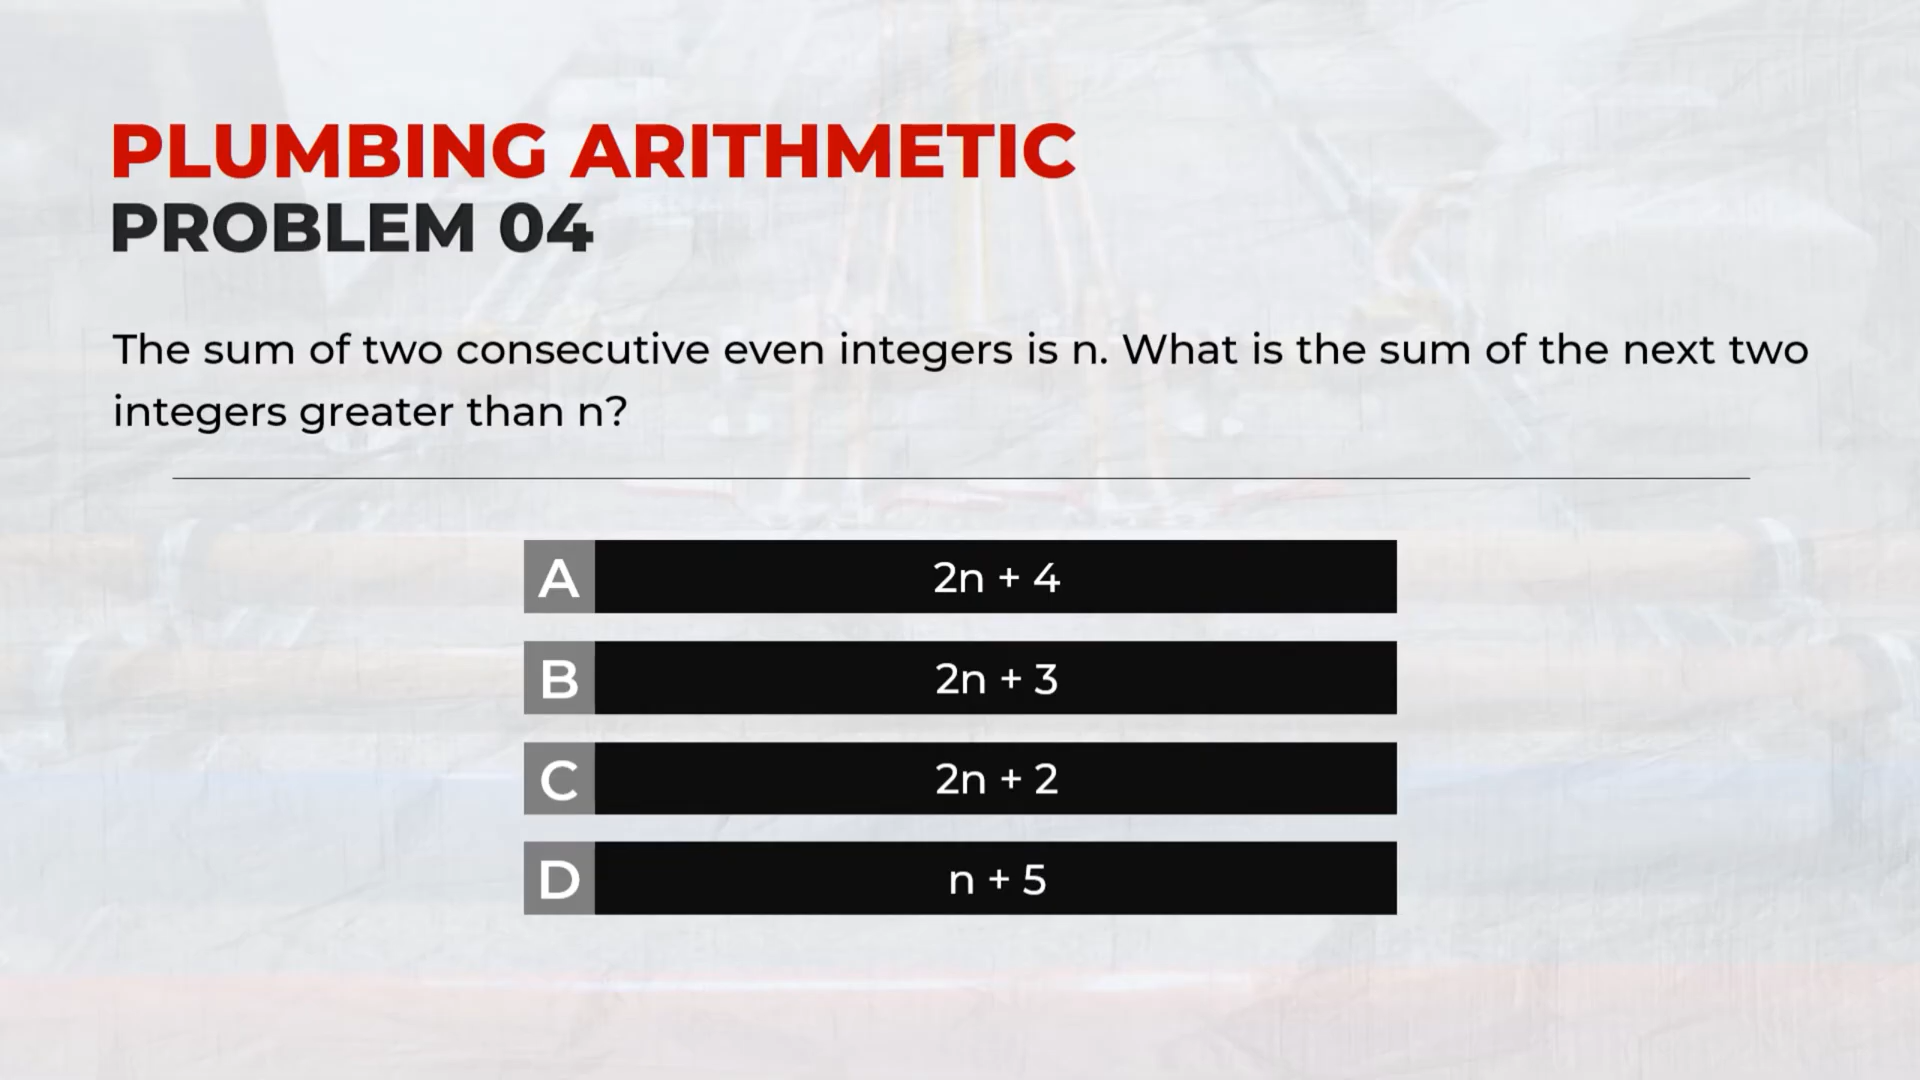 PLUMBING ARITHMETIC
PROBLEM 04
The sum of two consecutive even integers is n. What is the sum of the next two
integers greater than n?
A 2n + 4
B 2n + 3
C 2n + 2
D n + 5